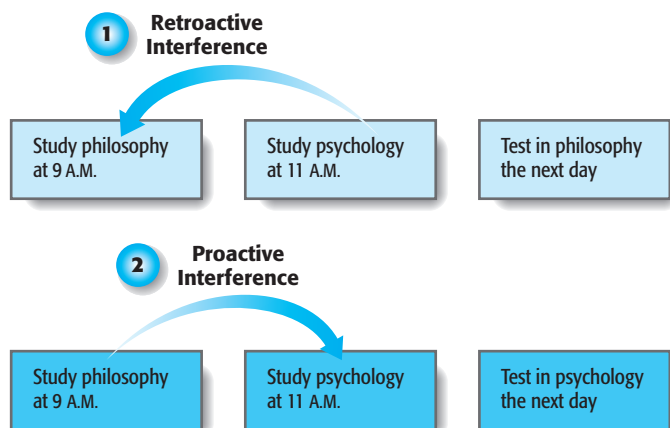 1
Retroactive
Interference
Study philosophy
at 9 A.M.
Study psychology
at 11 A.M.
Test in philosophy
the next day
2
Proactive
Interference
Study philosophy
at 9 A.M.
Study psychology
at 11 A.M.
Test in psychology
the next day